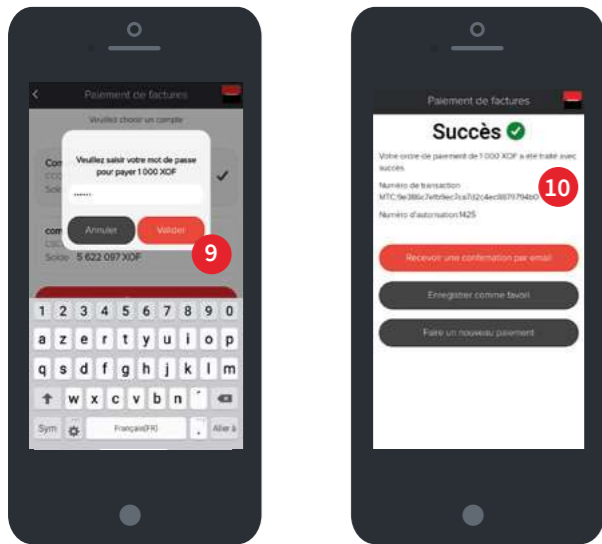 Paiement de factures
Veuillez choisir un compte
Com
Veuillez saisir votre mot de passe
pour payer 1 000 XOF
......
Annuler
Valider
com
Solde 5 622 097 XOF
9
1 2 3 4 5 6 7 8 9 0
a z e r t y u i o p
q s d f g h j k l m
w x c v b n ´
Sym
Français(FR)
.
Aller à
Paiement de factures
Succès
Votre ordre de paiement de 1 000 XOF a été traité avec
succès
Numéro de transaction
10
Numéro d'autorisation:1425
Recevoir une confirmation par email
Enregistrer comme favori
Faire un nouveau paiement